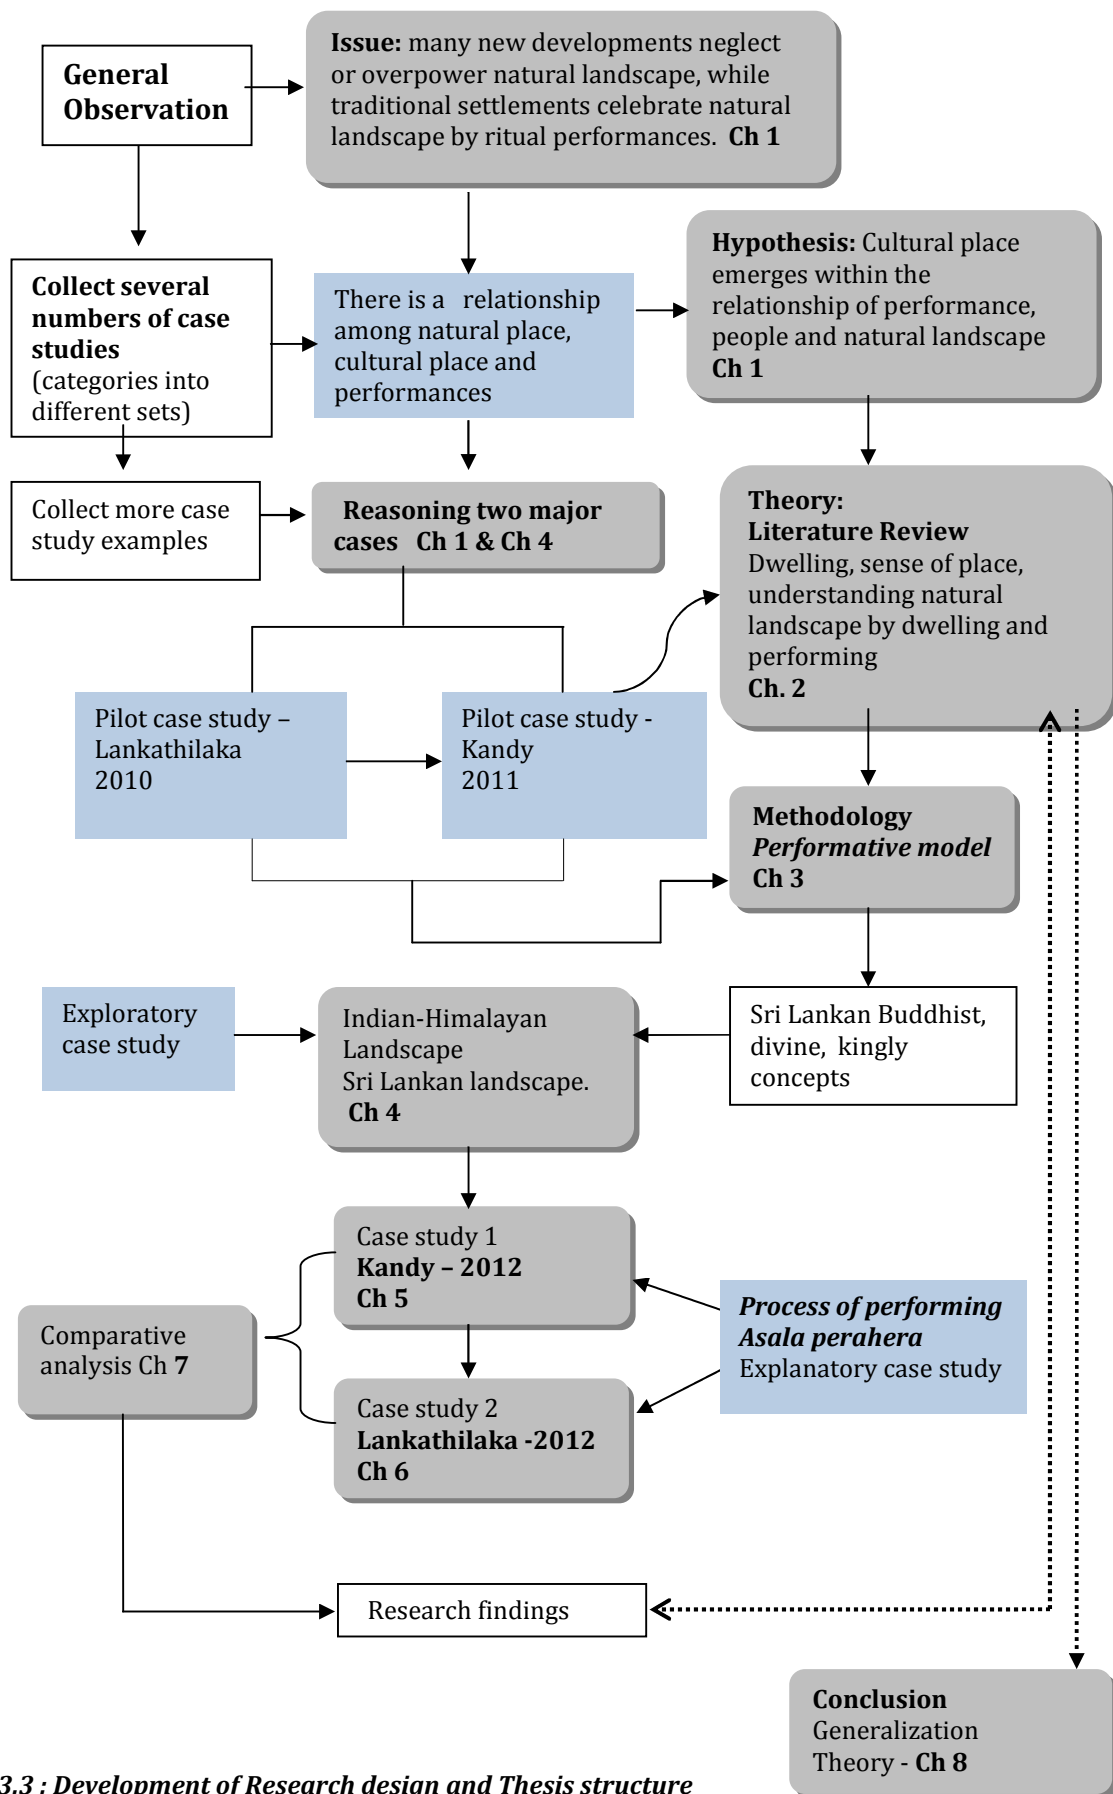 General
Observation
Issue: many new developments neglect
or overpower natural landscape, while
traditional settlements celebrate natural
landscape by ritual performances. Ch 1
Hypothesis: Cultural place
emerges within the
relationship of performance,
people and natural landscape
Ch 1
Collect several
numbers of case
studies
(categories into
different sets)
There is a relationship
among natural place,
cultural place and
performances
Collect more case
study examples
Reasoning two major
cases Ch 1 & Ch 4
Theory:
Literature Review
Dwelling, sense of place,
understanding natural
landscape by dwelling and
performing
Ch. 2
Pilot case study –
Lankathilaka
2010
Pilot case study -
Kandy
2011
Methodology
Performative model
Ch 3
Exploratory
case study
Indian-Himalayan
Landscape
Sri Lankan landscape.
Ch 4
Sri Lankan Buddhist,
divine, kingly
concepts
Case study 1
Kandy – 2012
Ch 5
Comparative
analysis Ch 7
Process of performing
Asala perahera
Explanatory case study
Case study 2
Lankathilaka -2012
Ch 6
Research findings
Conclusion
Generalization
Theory - Ch 8
3.3 : Development of Research design and Thesis structure